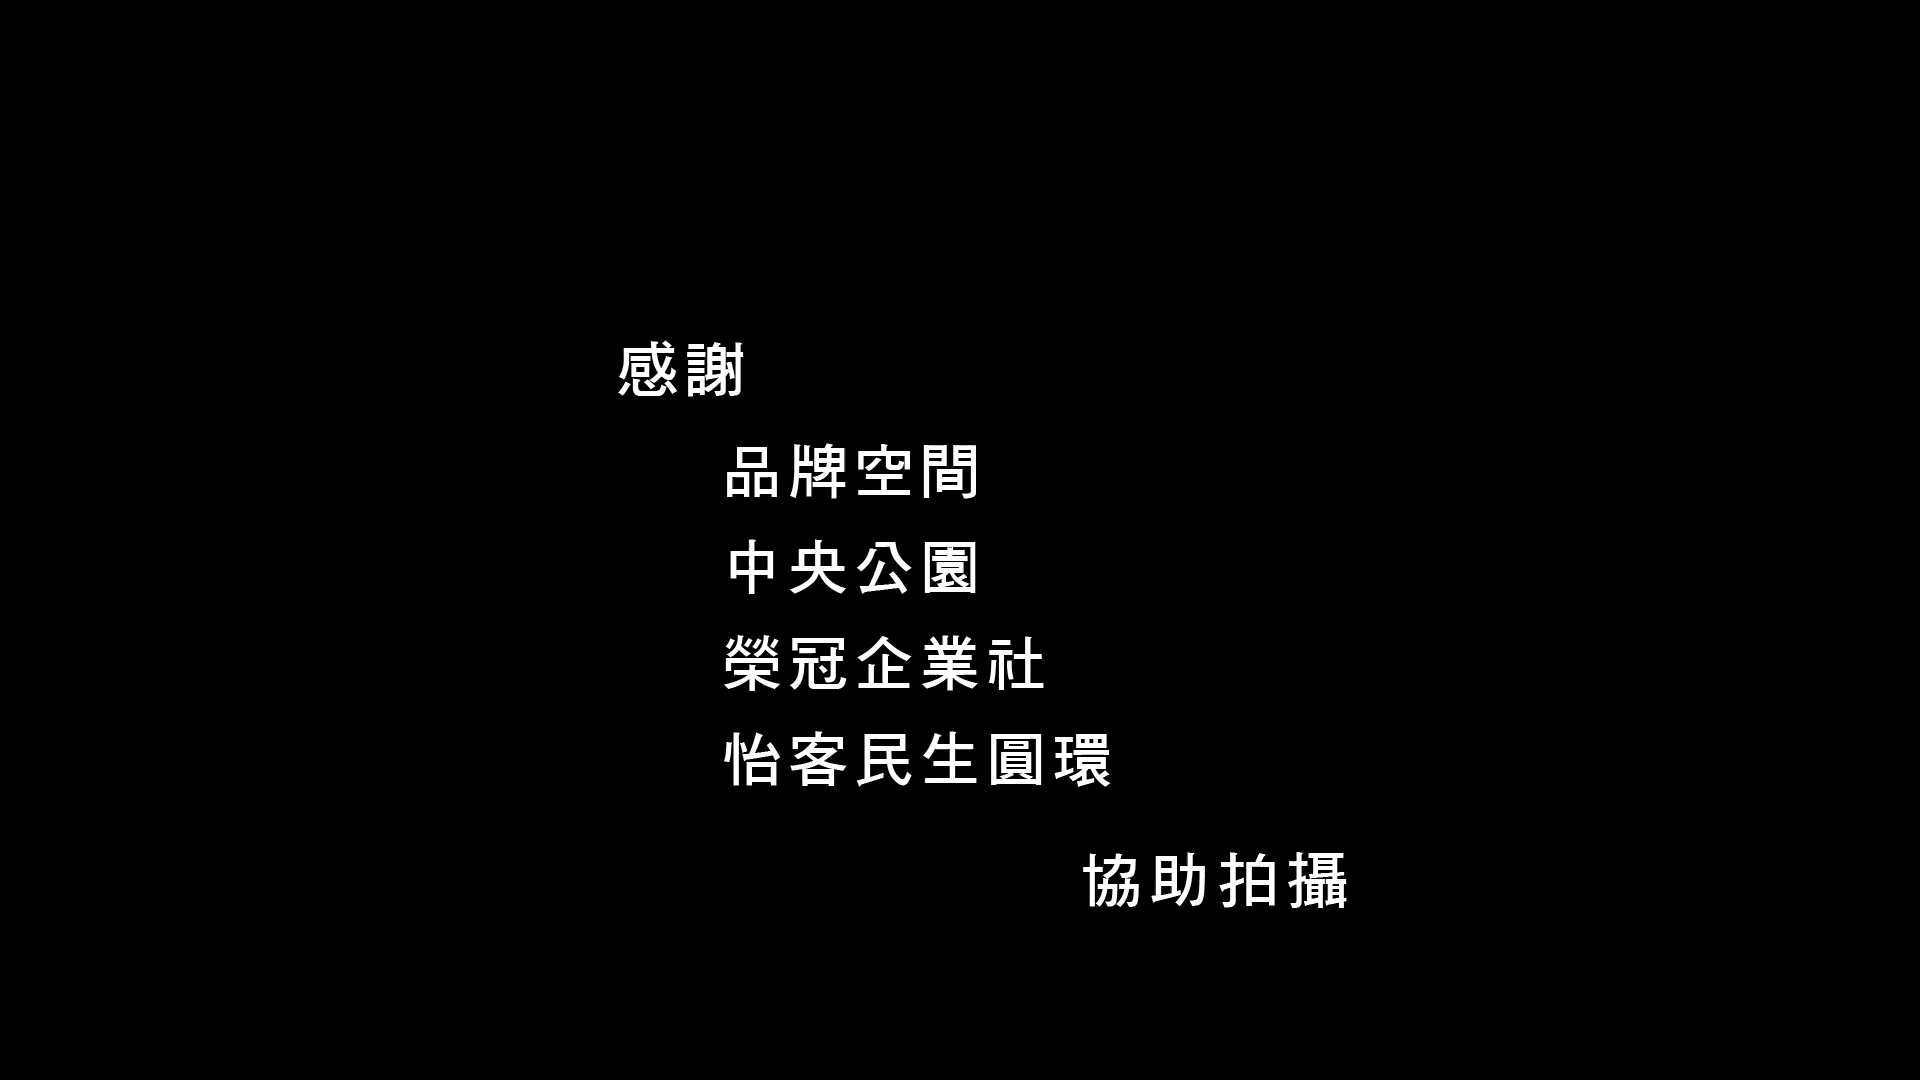 感謝
品牌空間
中央公園
榮冠企業社
怡客民生圓環
協助拍攝